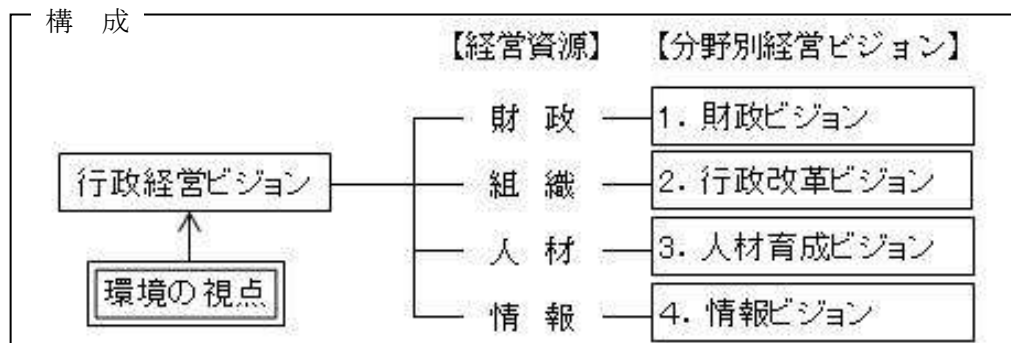 構 成
【経営資源】 【分野別経営ビジョン】
財 政 1. 財政ビジョン
行政経営ビジョン
組 織 2. 行政改革ビジョン
人 材 3. 人材育成ビジョン
環境の視点
情 報 4. 情報ビジョン